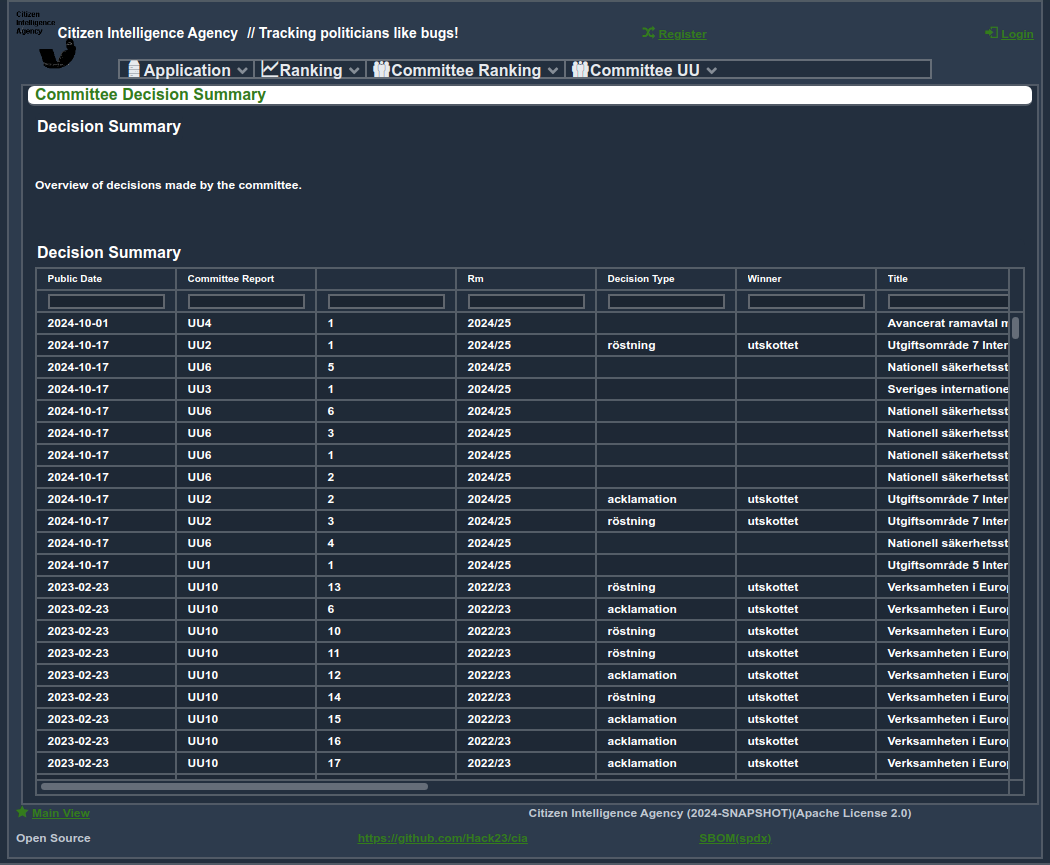 Citizen
Intelligence
Agency
Citizen Intelligence Agency // Tracking politicians like bugs!
Register
Login
Application
Ranking
Committee Ranking
Committee UU
Committee Decision Summary
Decision Summary
Overview of decisions made by the committee.
Decision Summary
Public Date Committee Report Rm Decision Type Winner Title
2024-10-01 UU4 1 2024/25 Avancerat ramavtal
2024-10-17 UU2 1 2024/25 röstning utskottet Utgiftsområde 7 Inter
2024-10-17 UU6 5 2024/25 Nationell säkerhetsst
2024-10-17 UU3 1 2024/25 Sveriges internatione
2024-10-17 UU6 6 2024/25 Nationell säkerhetsst
2024-10-17 UU6 3 2024/25 Nationell säkerhetsst
2024-10-17 UU6 1 2024/25 Nationell säkerhetsst
2024-10-17 UU6 2 2024/25 Nationell säkerhetsst
2024-10-17 UU2 2 2024/25 acklamation utskottet Utgiftsområde 7 Inter
2024-10-17 UU2 3 2024/25 röstning utskottet Utgiftsområde 7 Inter
2024-10-17 UU6 4 2024/25 Nationell säkerhetsst
2024-10-17 UU1 1 2024/25 Utgiftsområde 5 Inter
2023-02-23 UU10 13 2022/23 röstning utskottet Verksamheten i Europ
2023-02-23 UU10 6 2022/23 acklamation utskottet Verksamheten i Europ
2023-02-23 UU10 10 2022/23 röstning utskottet Verksamheten i Europ
2023-02-23 UU10 11 2022/23 röstning utskottet Verksamheten i Europ
2023-02-23 UU10 12 2022/23 acklamation utskottet Verksamheten i Europ
2023-02-23 UU10 14 2022/23 röstning utskottet Verksamheten i Europ
2023-02-23 UU10 15 2022/23 acklamation utskottet Verksamheten i Europ
2023-02-23 UU10 16 2022/23 acklamation utskottet Verksamheten i Europ
2023-02-23 UU10 17 2022/23 acklamation utskottet Verksamheten i Europ
Main View
Citizen Intelligence Agency (2024-SNAPSHOT)(Apache License 2.0)
Open Source
https://github.com/Hack23/cia
SBOM(spdx)